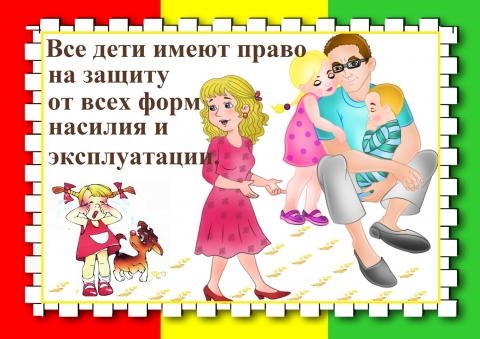 Все дети имеют право
на защиту
от всех форм
насилия и
эксплуатации.